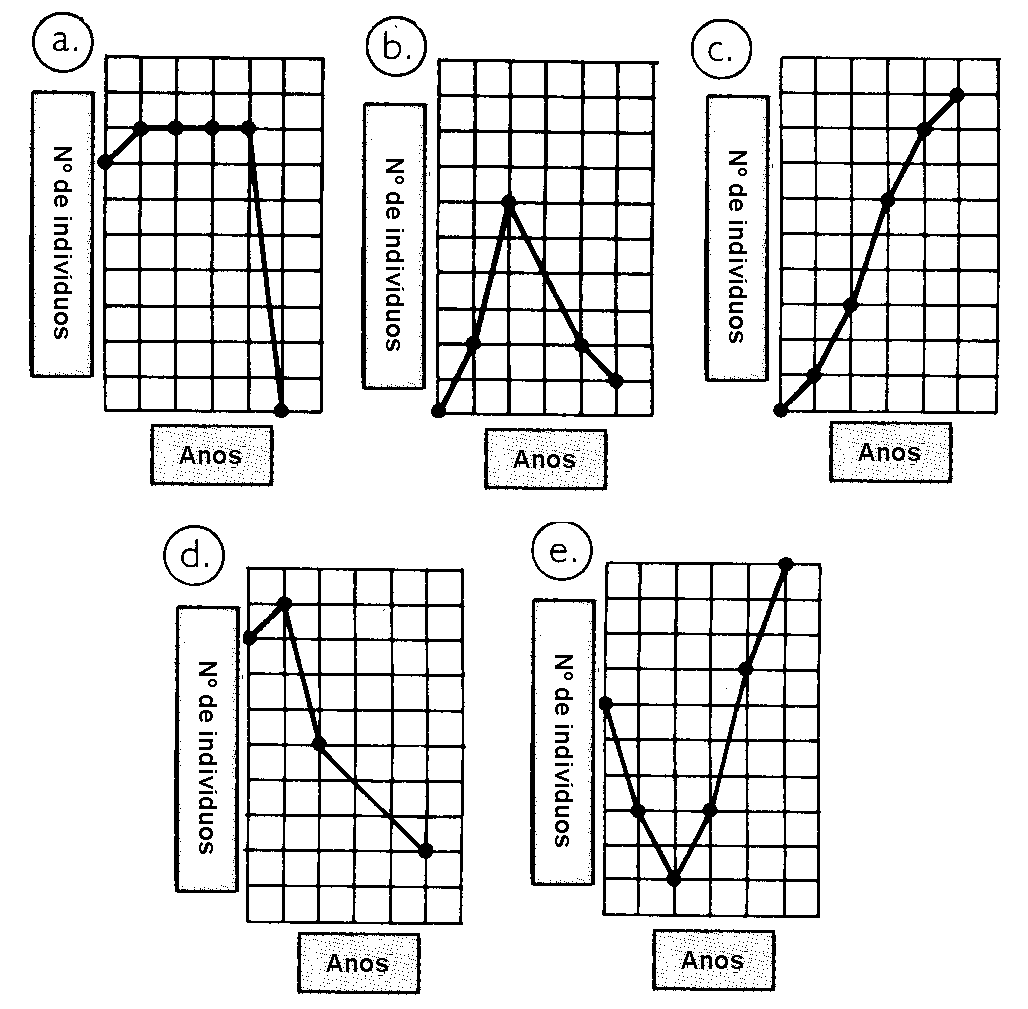 a.
Nº de indivíduos
Anos
b.
Nº de indivíduos
Anos
c.
Nº de indivíduos
Anos
d.
Nº de indivíduos
Anos
e.
Nº de indivíduos
Anos